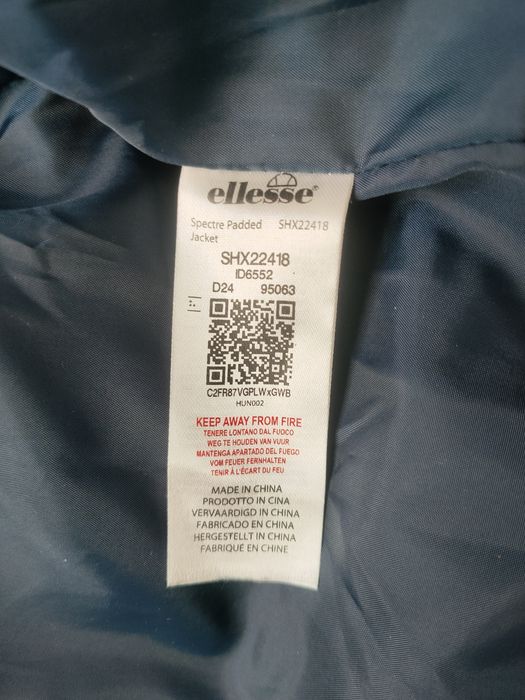 ellesse®
Spectre Padded SHX22418
Jacket
SHX22418
ID6552
D24 95063
C2FR87VGPLWxGWB
HUN002
KEEP AWAY FROM FIRE
TENERE LONTANO DAL FUOCO
WEG TE HOUDEN VAN VUUR
MANTENGA APARTADO DEL FUEGO
VOM FEUER FERNHALTEN
TENIR À L'ÉCART DU FEU
MADE IN CHINA
PRODOTTO IN CINA
VERVAARDIGD IN CHINA
FABRICADO EN CHINA
HERGESTELLT IN CHINA
FABRIQUÉ EN CHINE